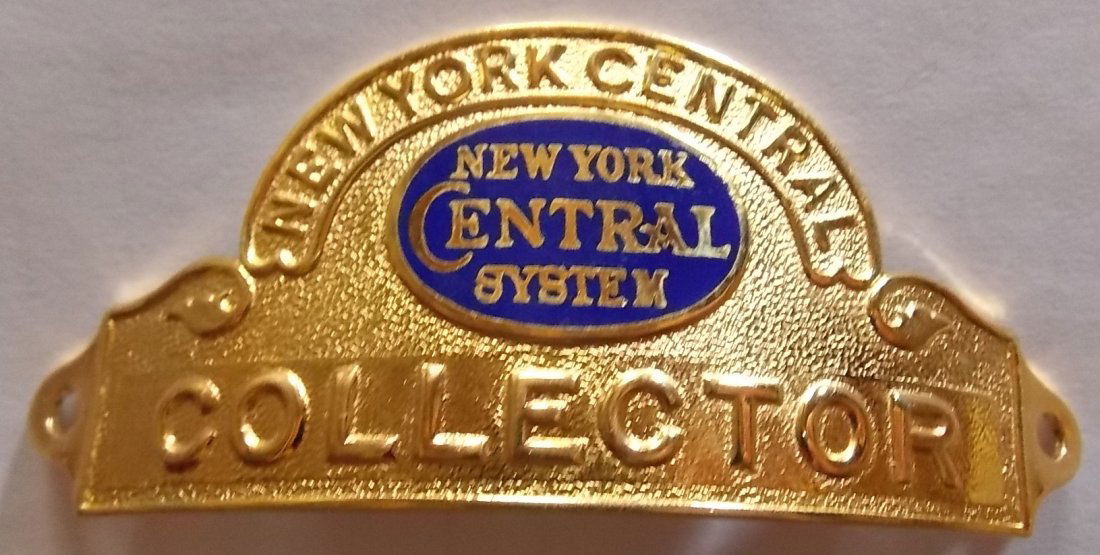 NEW YORK CENTRAL
NEW YORK
CENTRAL
SYSTEM
COLLECTOR